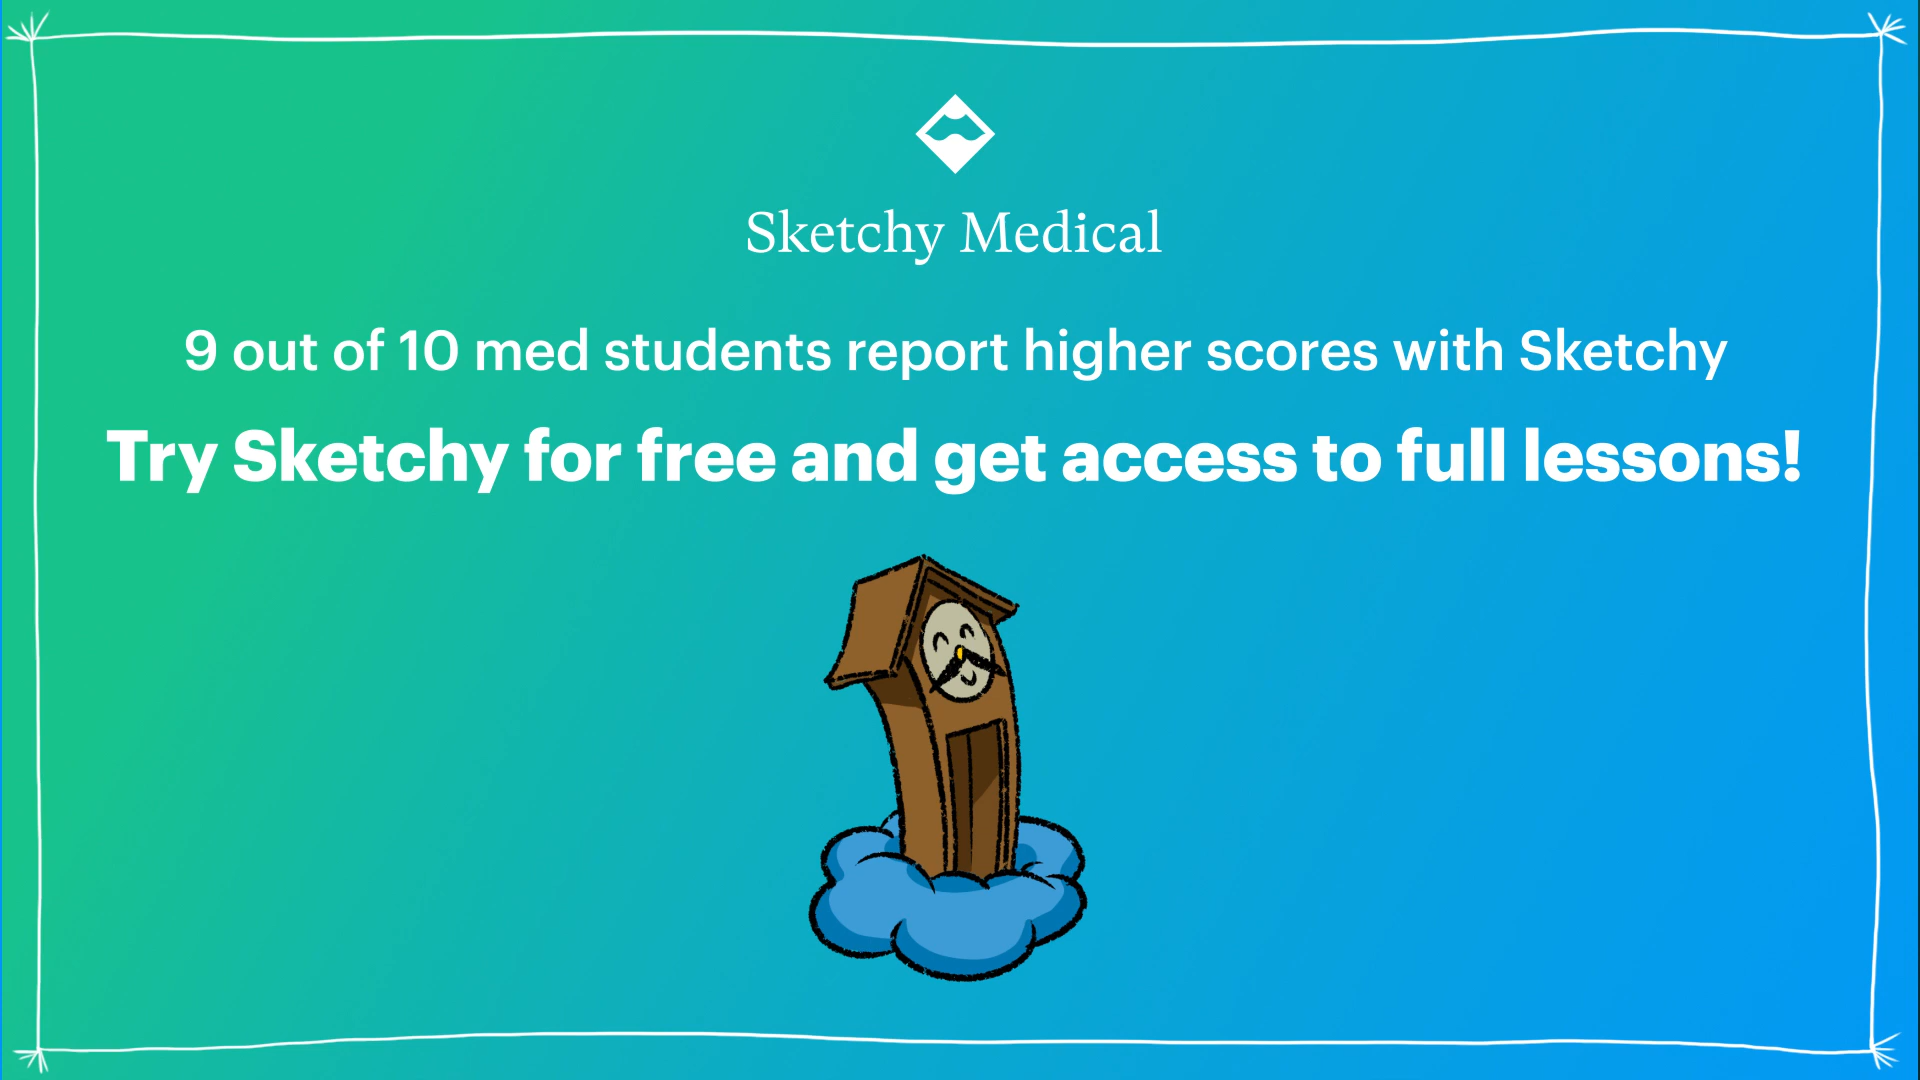 Sketchy Medical
9 out of 10 med students report higher scores with Sketchy
Try Sketchy for free and get access to full lessons!